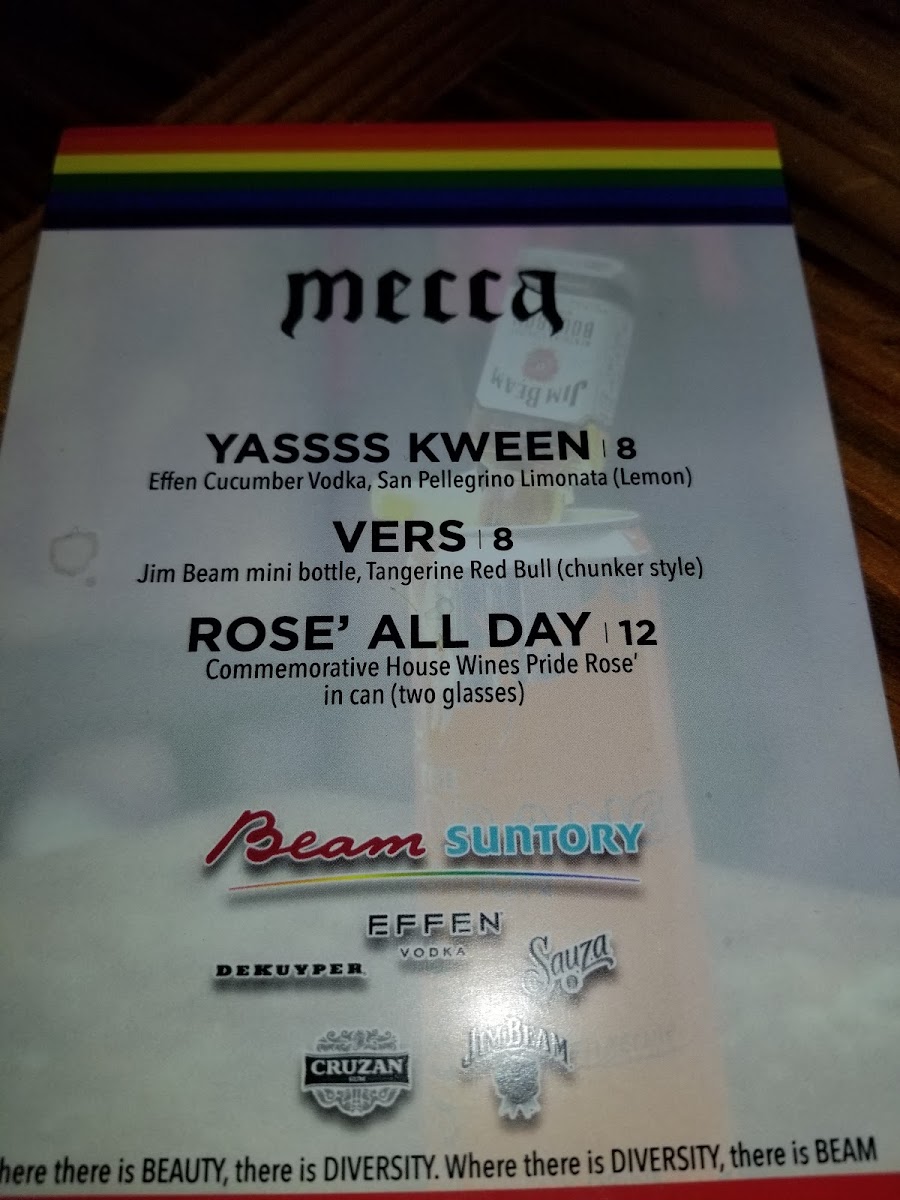 mecca
JIM BEAM
YASSSS KWEEN | 8
Effen Cucumber Vodka, San Pellegrino Limonata (Lemon)
VERS | 8
Jim Beam mini bottle, Tangerine Red Bull (chunker style)
ROSE’ ALL DAY | 12
Commemorative House Wines Pride Rose’
in can (two glasses)
Beam SUNTORY
EFFEN
VODKA
DEKUYPER
Sauza
CRUZAN
RUM
JIM BEAM
here there is BEAUTY, there is DIVERSITY. Where there is DIVERSITY, there is BEAM